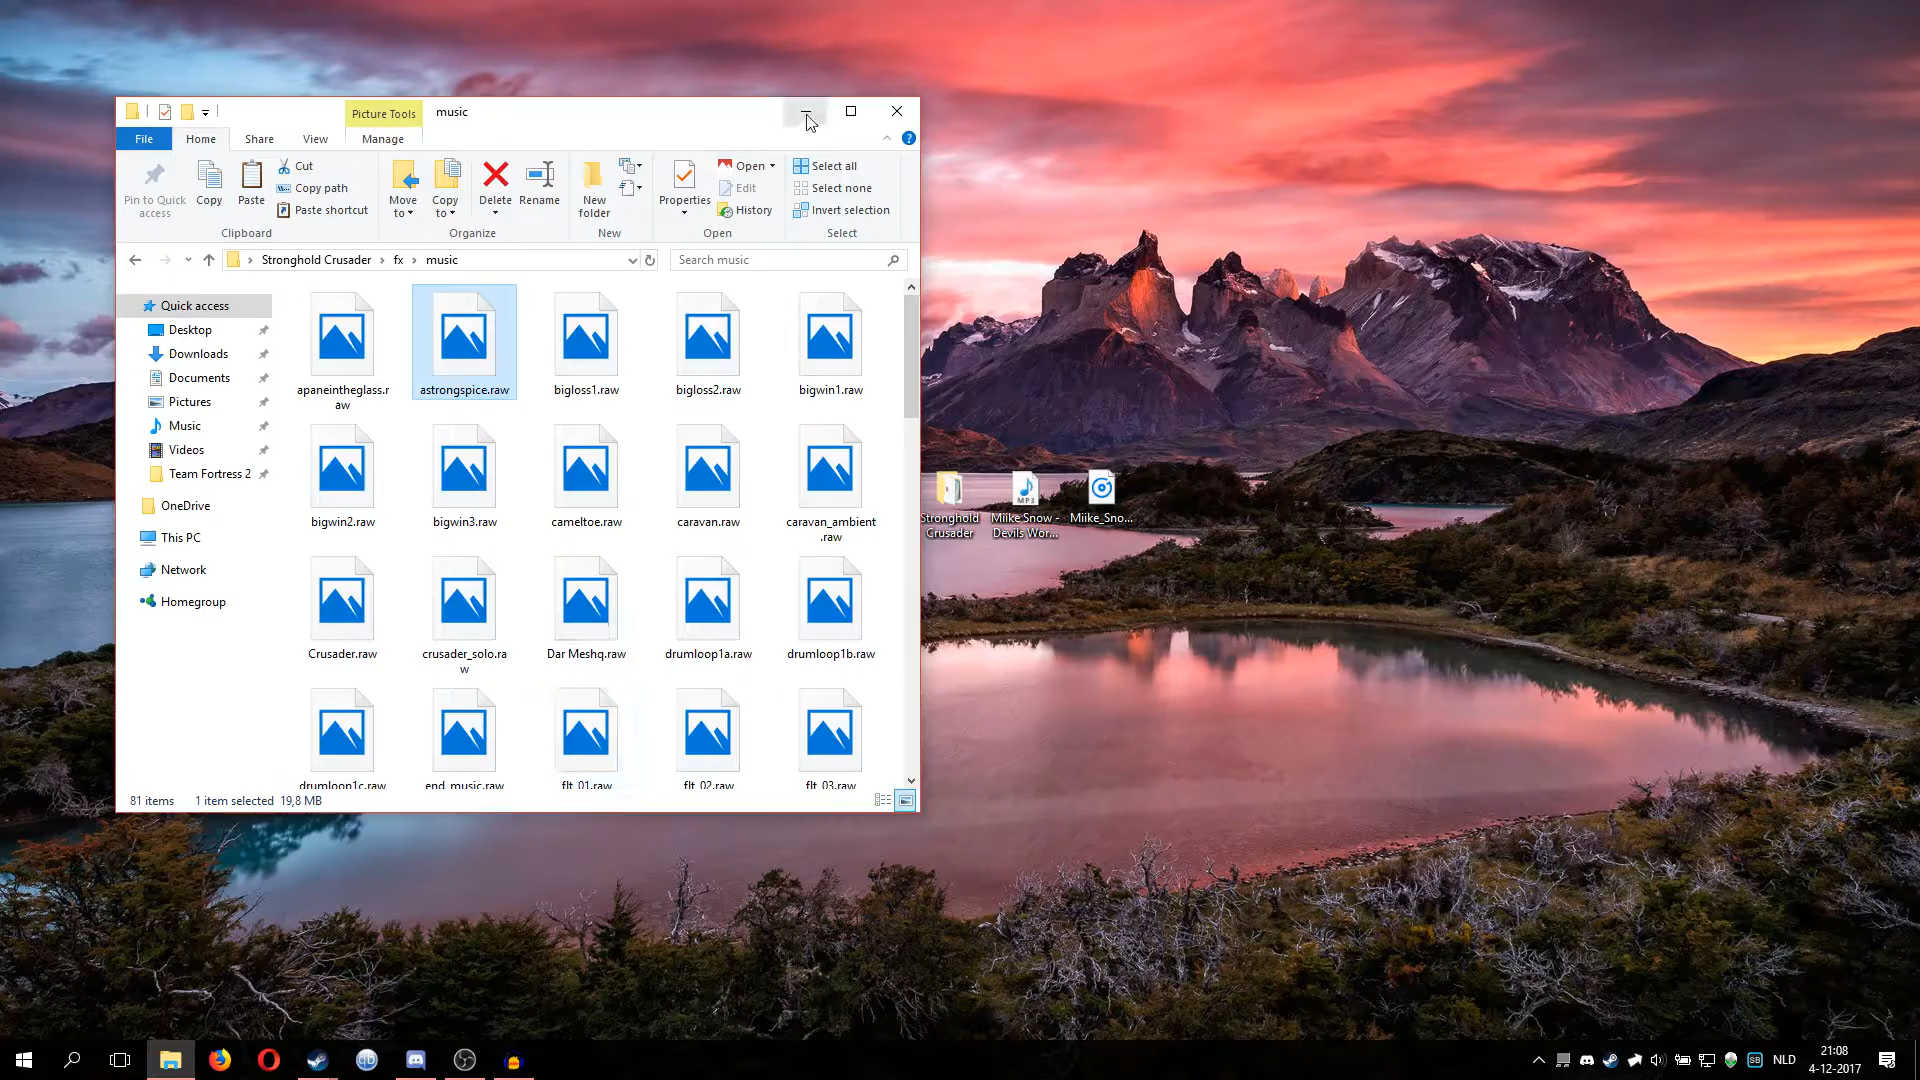 Picture Tools
music
File
Home
Share
View
Manage
Pin to Quick
access
Copy
Paste
Cut
Copy path
Paste shortcut
Clipboard
Move
to
Copy
to
Delete
Rename
Organize
New
folder
New
Properties
Open
Edit
History
Open
Select all
Select none
Invert selection
Select
Stronghold Crusader
fx
music
Search music
Quick access
Desktop
Downloads
Documents
Pictures
Music
Videos
Team Fortress 2
OneDrive
This PC
Network
Homegroup
apaneintheglass.r
aw
astrongspice.raw
bigloss1.raw
bigloss2.raw
bigwin1.raw
bigwin2.raw
bigwin3.raw
cameltoe.raw
caravan.raw
caravan_ambient
.raw
Crusader.raw
crusader_solo.ra
w
Dar Meshq.raw
drumloop1a.raw
drumloop1b.raw
drumloop1c.raw
end_music.raw
flt_01.raw
flt_02.raw
flt_03.raw
81 items
1 item selected 19,8 MB
Stronghold
Crusader
MP3
Miike Snow -
Devils Wor...
Miike_Sno...
qb
SB
NLD
21:08
4-12-2017